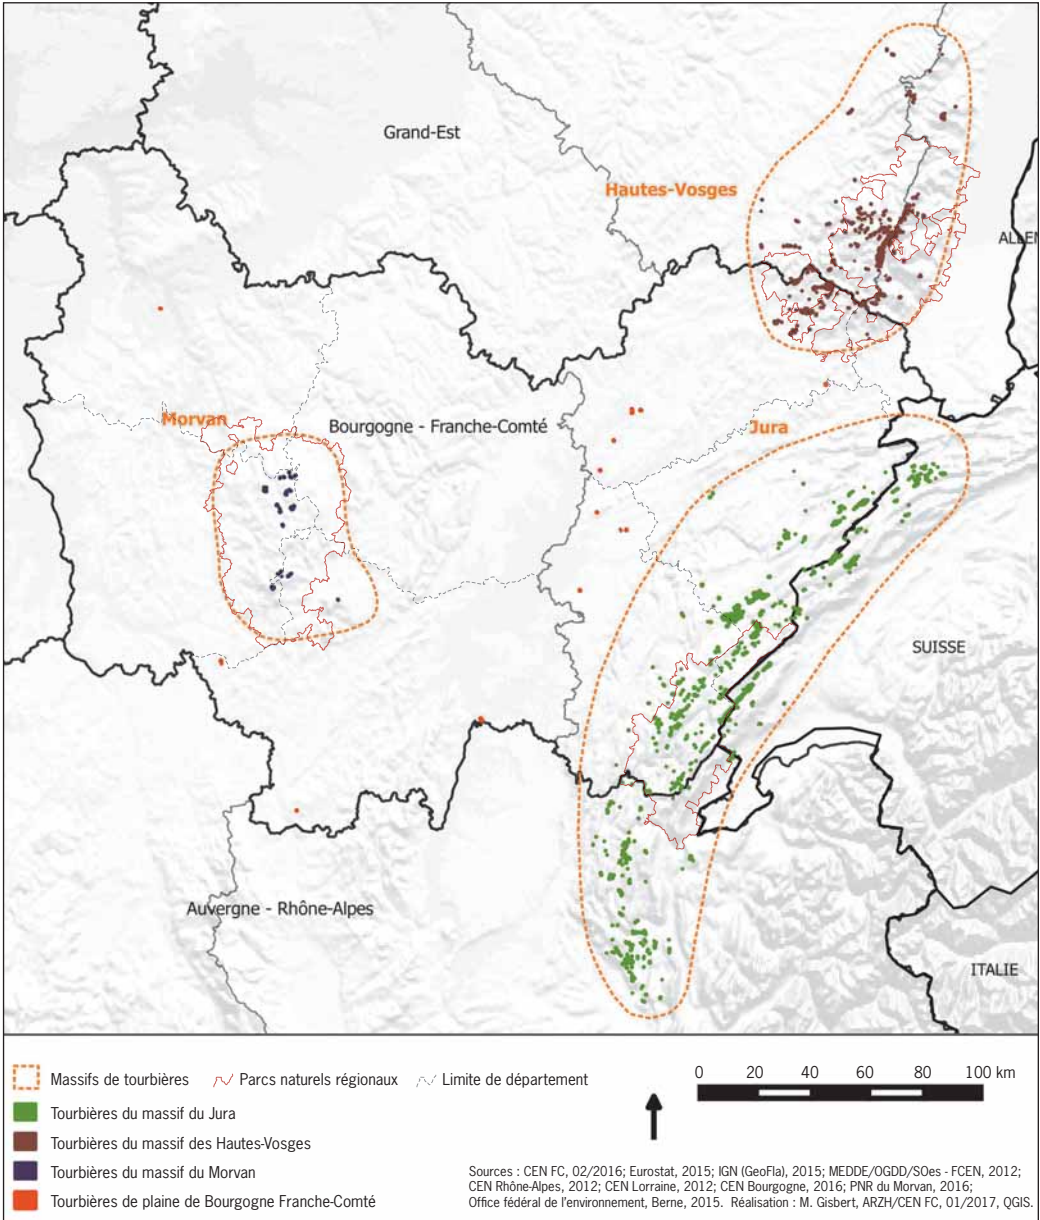 Grand-Est
Hautes-Vosges
ALLEM
Morvan
Bourgogne - Franche-Comté
Jura
SUISSE
Auvergne - Rhône-Alpes
ITALIE
Massifs de tourbières
Parcs naturels régionaux
Limite de département
0 20 40 60 80 100 km
Tourbières du massif du Jura
Tourbières du massif des Hautes-Vosges
Tourbières du massif du Morvan
Tourbières de plaine de Bourgogne Franche-Comté
Sources : CEN FC, 02/2016; Eurostat, 2015; IGN (GeoFla), 2015; MEDDE/OGDD/SOes - FCEN, 2012;
CEN Rhône-Alpes, 2012; CEN Lorraine, 2012; CEN Bourgogne, 2016; PNR du Morvan, 2016;
Office fédéral de l'environnement, Berne, 2015. Réalisation : M. Gisbert, ARZH/CEN FC, 01/2017, QGIS.